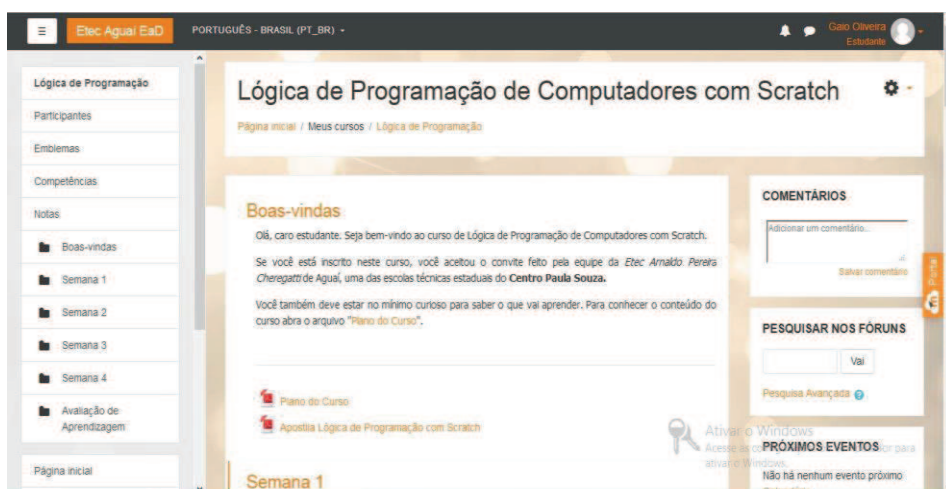 Etec Aguaí EaD
PORTUGUÊS - BRASIL (PT_BR)
Gaio Oliveira
Estudante
Lógica de Programação
Participantes
Emblemas
Competências
Notas
Boas-vindas
Semana 1
Semana 2
Semana 3
Semana 4
Avaliação de
Aprendizagem
Página inicial
Lógica de Programação de Computadores com Scratch
Página inicial / Meus cursos / Lógica de Programação
Boas-vindas
Olá, caro estudante. Seja bem-vindo ao curso de Lógica de Programação de Computadores com Scratch.
Se você está inscrito neste curso, você aceitou o convite feito pela equipe da Etec Arnaldo Pereira
Cheregatti de Aguaí, uma das escolas técnicas estaduais do Centro Paula Souza.
Você também deve estar no mínimo curioso para saber o que vai aprender. Para conhecer o conteúdo do
curso abra o arquivo "Plano do Curso".
Plano do Curso
Apostila Lógica de Programação com Scratch
Semana 1
COMENTÁRIOS
Adicionar um comentário...
Salvar comentário
Portal
PESQUISAR NOS FÓRUNS
Vai
Pesquisa Avançada
Ativar o Windows
Acesse as
para
ativar o Windows.
PRÓXIMOS EVENTOS
Não há nenhum evento próximo